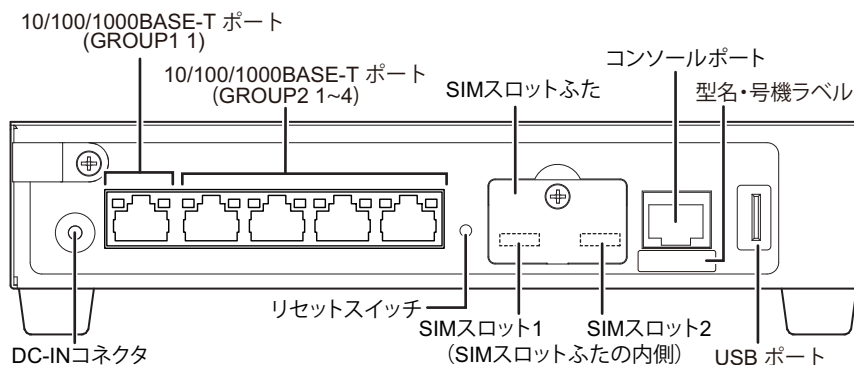 10/100/1000BASE-T ポート
(GROUP1 1)
10/100/1000BASE-T ポート
(GROUP2 1~4)
SIMスロットふた
コンソールポート
型名・号機ラベル
リセットスイッチ
SIMスロット1
SIMスロット2
(SIMスロットふたの内側)
DC-INコネクタ
USB ポート